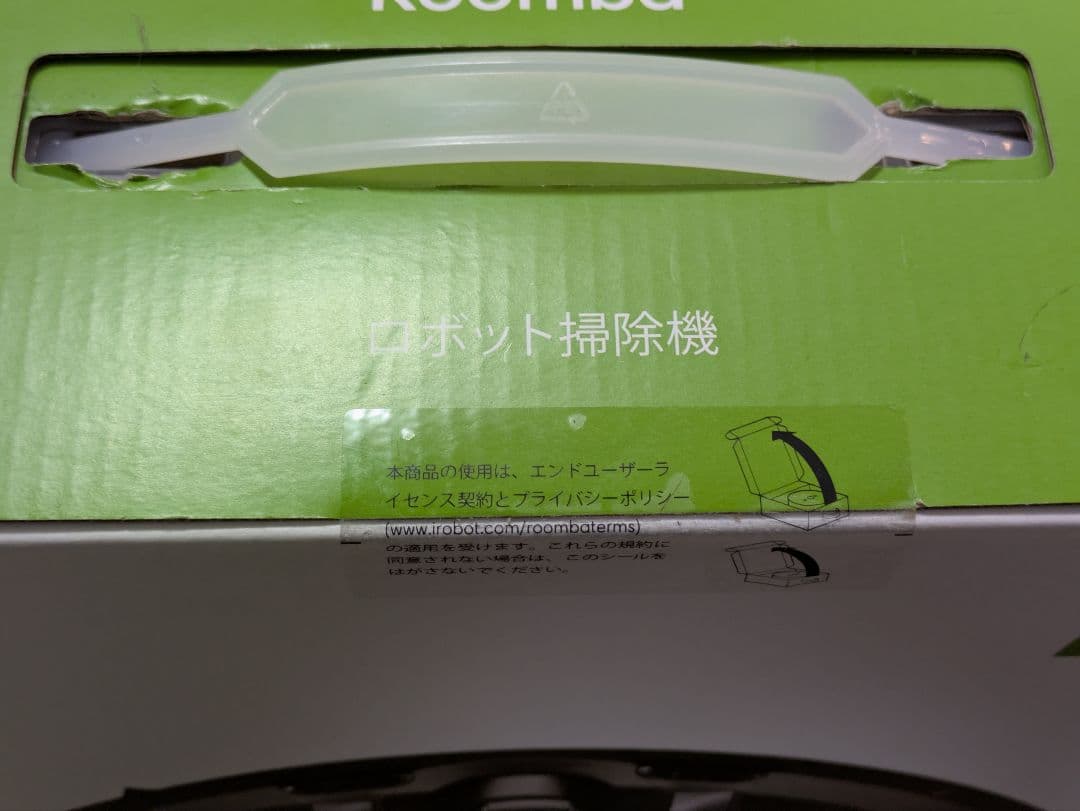 Roomba
ロボット掃除機
本商品の使用は、エンドユーザーラ
イセンス契約とプライバシーポリシー
(www.irobot.com/roombaterms)
の適用を受けます。これらの規約に
同意されない場合は、このシールを
はがさないでください。